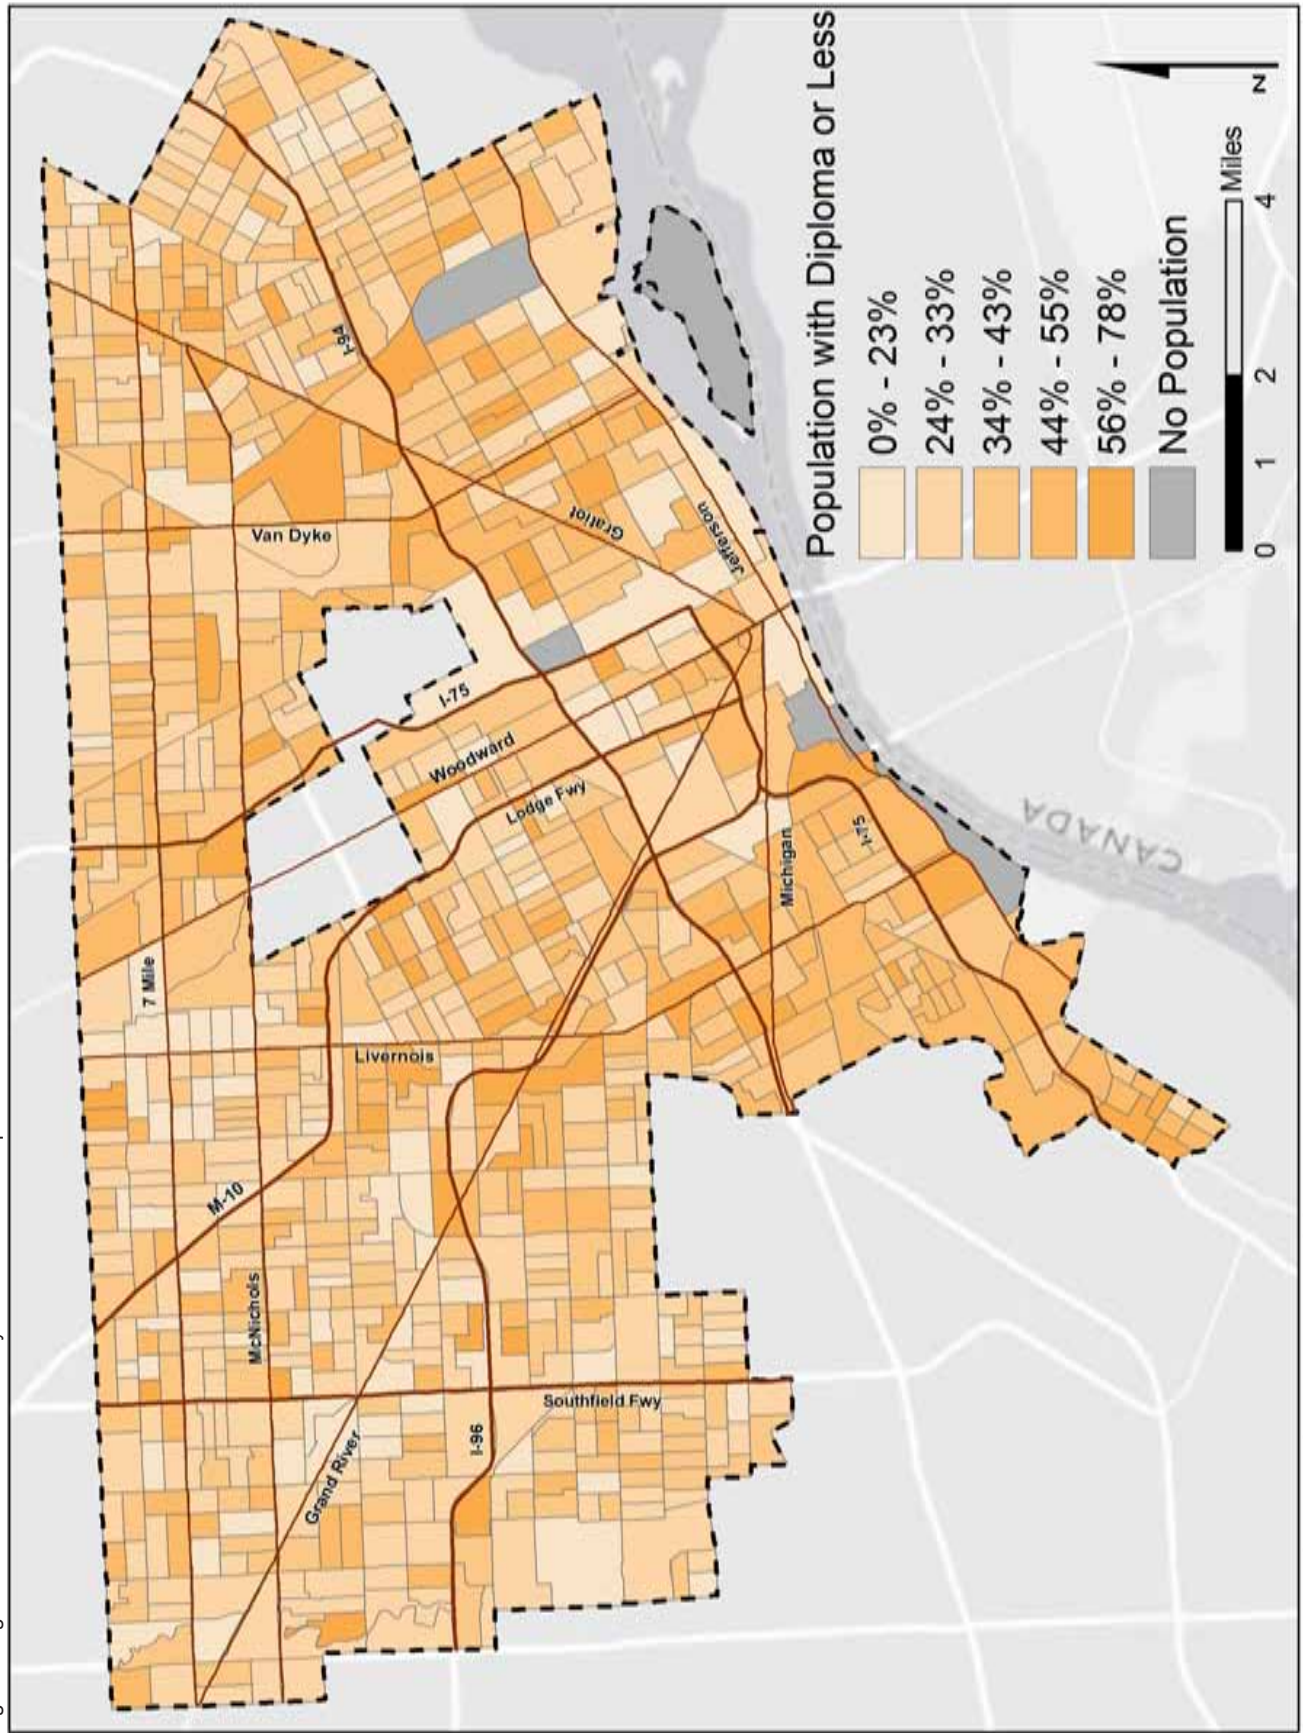 7 Mile
Van Dyke
I-94
M-10
McNichols
Livernois
I-75
Woodward
Lodge Fwy
Gratiot
Jefferson
Grand River
I-96
Southfield Fwy
Michigan
I-75
CANADA
Population with Diploma or Less
0% - 23%
24% - 33%
34% - 43%
44% - 55%
56% - 78%
No Population
0 1 2 4 Miles
N